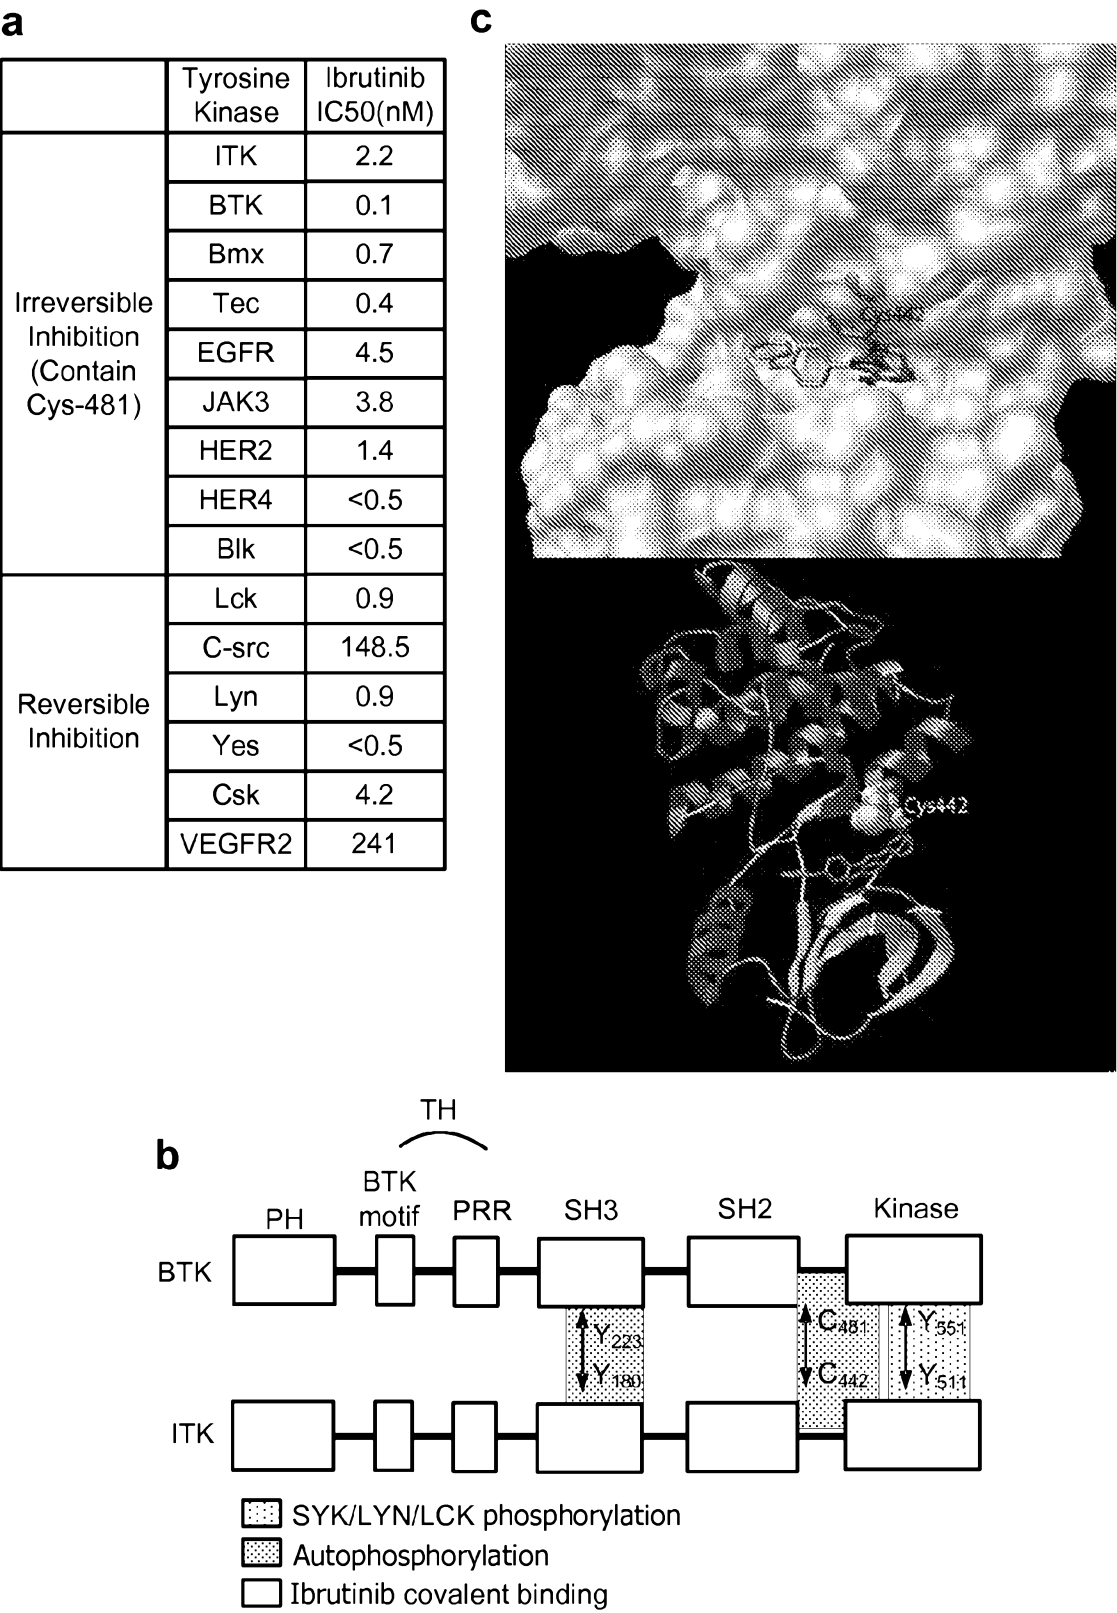 a
Tyrosine Kinase
Ibrutinib IC50(nM)
Irreversible
Inhibition
(Contain
Cys-481)
ITK 2.2
BTK 0.1
Bmx 0.7
Tec 0.4
EGFR 4.5
JAK3 3.8
HER2 1.4
HER4 <0.5
Blk <0.5
Reversible
Inhibition
Lck 0.9
C-src 148.5
Lyn 0.9
Yes <0.5
Csk 4.2
VEGFR2 241
c
Cys442
Cys442
b
TH
BTK
motif
PH
PRR
SH3
SH2
Kinase
BTK
Y223
C481
Y551
Y180
C442
Y511
ITK
SYK/LYN/LCK phosphorylation
Autophosphorylation
Ibrutinib covalent binding